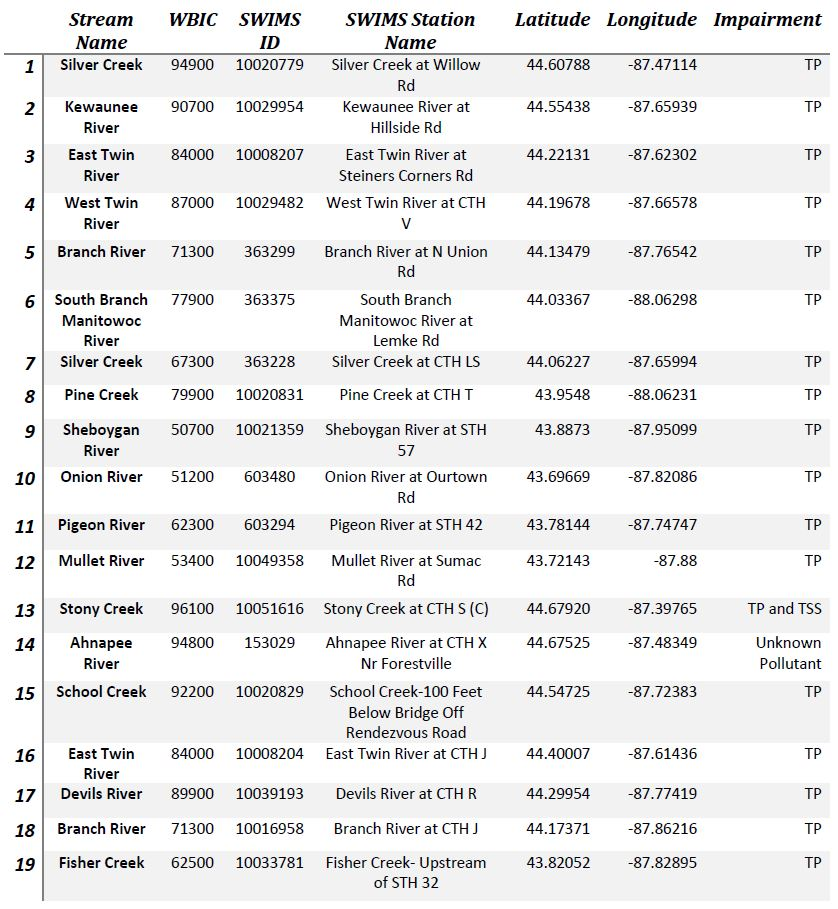 Stream Name WBIC SWIMS ID SWIMS Station Name Latitude Longitude Impairment
1 Silver Creek 94900 10020779 Silver Creek at Willow Rd 44.60788 -87.47114 TP
2 Kewaunee River 90700 10029954 Kewaunee River at Hillside Rd 44.55438 -87.65939 TP
3 East Twin River 84000 10008207 East Twin River at Steiners Corners Rd 44.22131 -87.62302 TP
4 West Twin River 87000 10029482 West Twin River at CTH V 44.19678 -87.66578 TP
5 Branch River 71300 363299 Branch River at N Union Rd 44.13479 -87.76542 TP
6 South Branch Manitowoc River 77900 363375 South Branch Manitowoc River at Lemke Rd 44.03367 -88.06298 TP
7 Silver Creek 67300 363228 Silver Creek at CTH LS 44.06227 -87.65994 TP
8 Pine Creek 79900 10020831 Pine Creek at CTH T 43.9548 -88.06231 TP
9 Sheboygan River 50700 10021359 Sheboygan River at STH 57 43.8873 -87.95099 TP
10 Onion River 51200 603480 Onion River at Ourtown Rd 43.69669 -87.82086 TP
11 Pigeon River 62300 603294 Pigeon River at STH 42 43.78144 -87.74747 TP
12 Mullet River 53400 10049358 Mullet River at Sumac Rd 43.72143 -87.88 TP
13 Stony Creek 96100 10051616 Stony Creek at CTH S (C) 44.67920 -87.39765 TP and TSS
14 Ahnapee River 94800 153029 Ahnapee River at CTH X Nr Forestville 44.67525 -87.48349 Unknown Pollutant
15 School Creek 92200 10020829 School Creek-100 Feet Below Bridge Off Rendezvous Road 44.54725 -87.72383 TP
16 East Twin River 84000 10008204 East Twin River at CTH J 44.40007 -87.61436 TP
17 Devils River 89900 10039193 Devils River at CTH R 44.29954 -87.77419 TP
18 Branch River 71300 10016958 Branch River at CTH J 44.17371 -87.86216 TP
19 Fisher Creek 62500 10033781 Fisher Creek- Upstream of STH 32 43.82052 -87.82895 TP